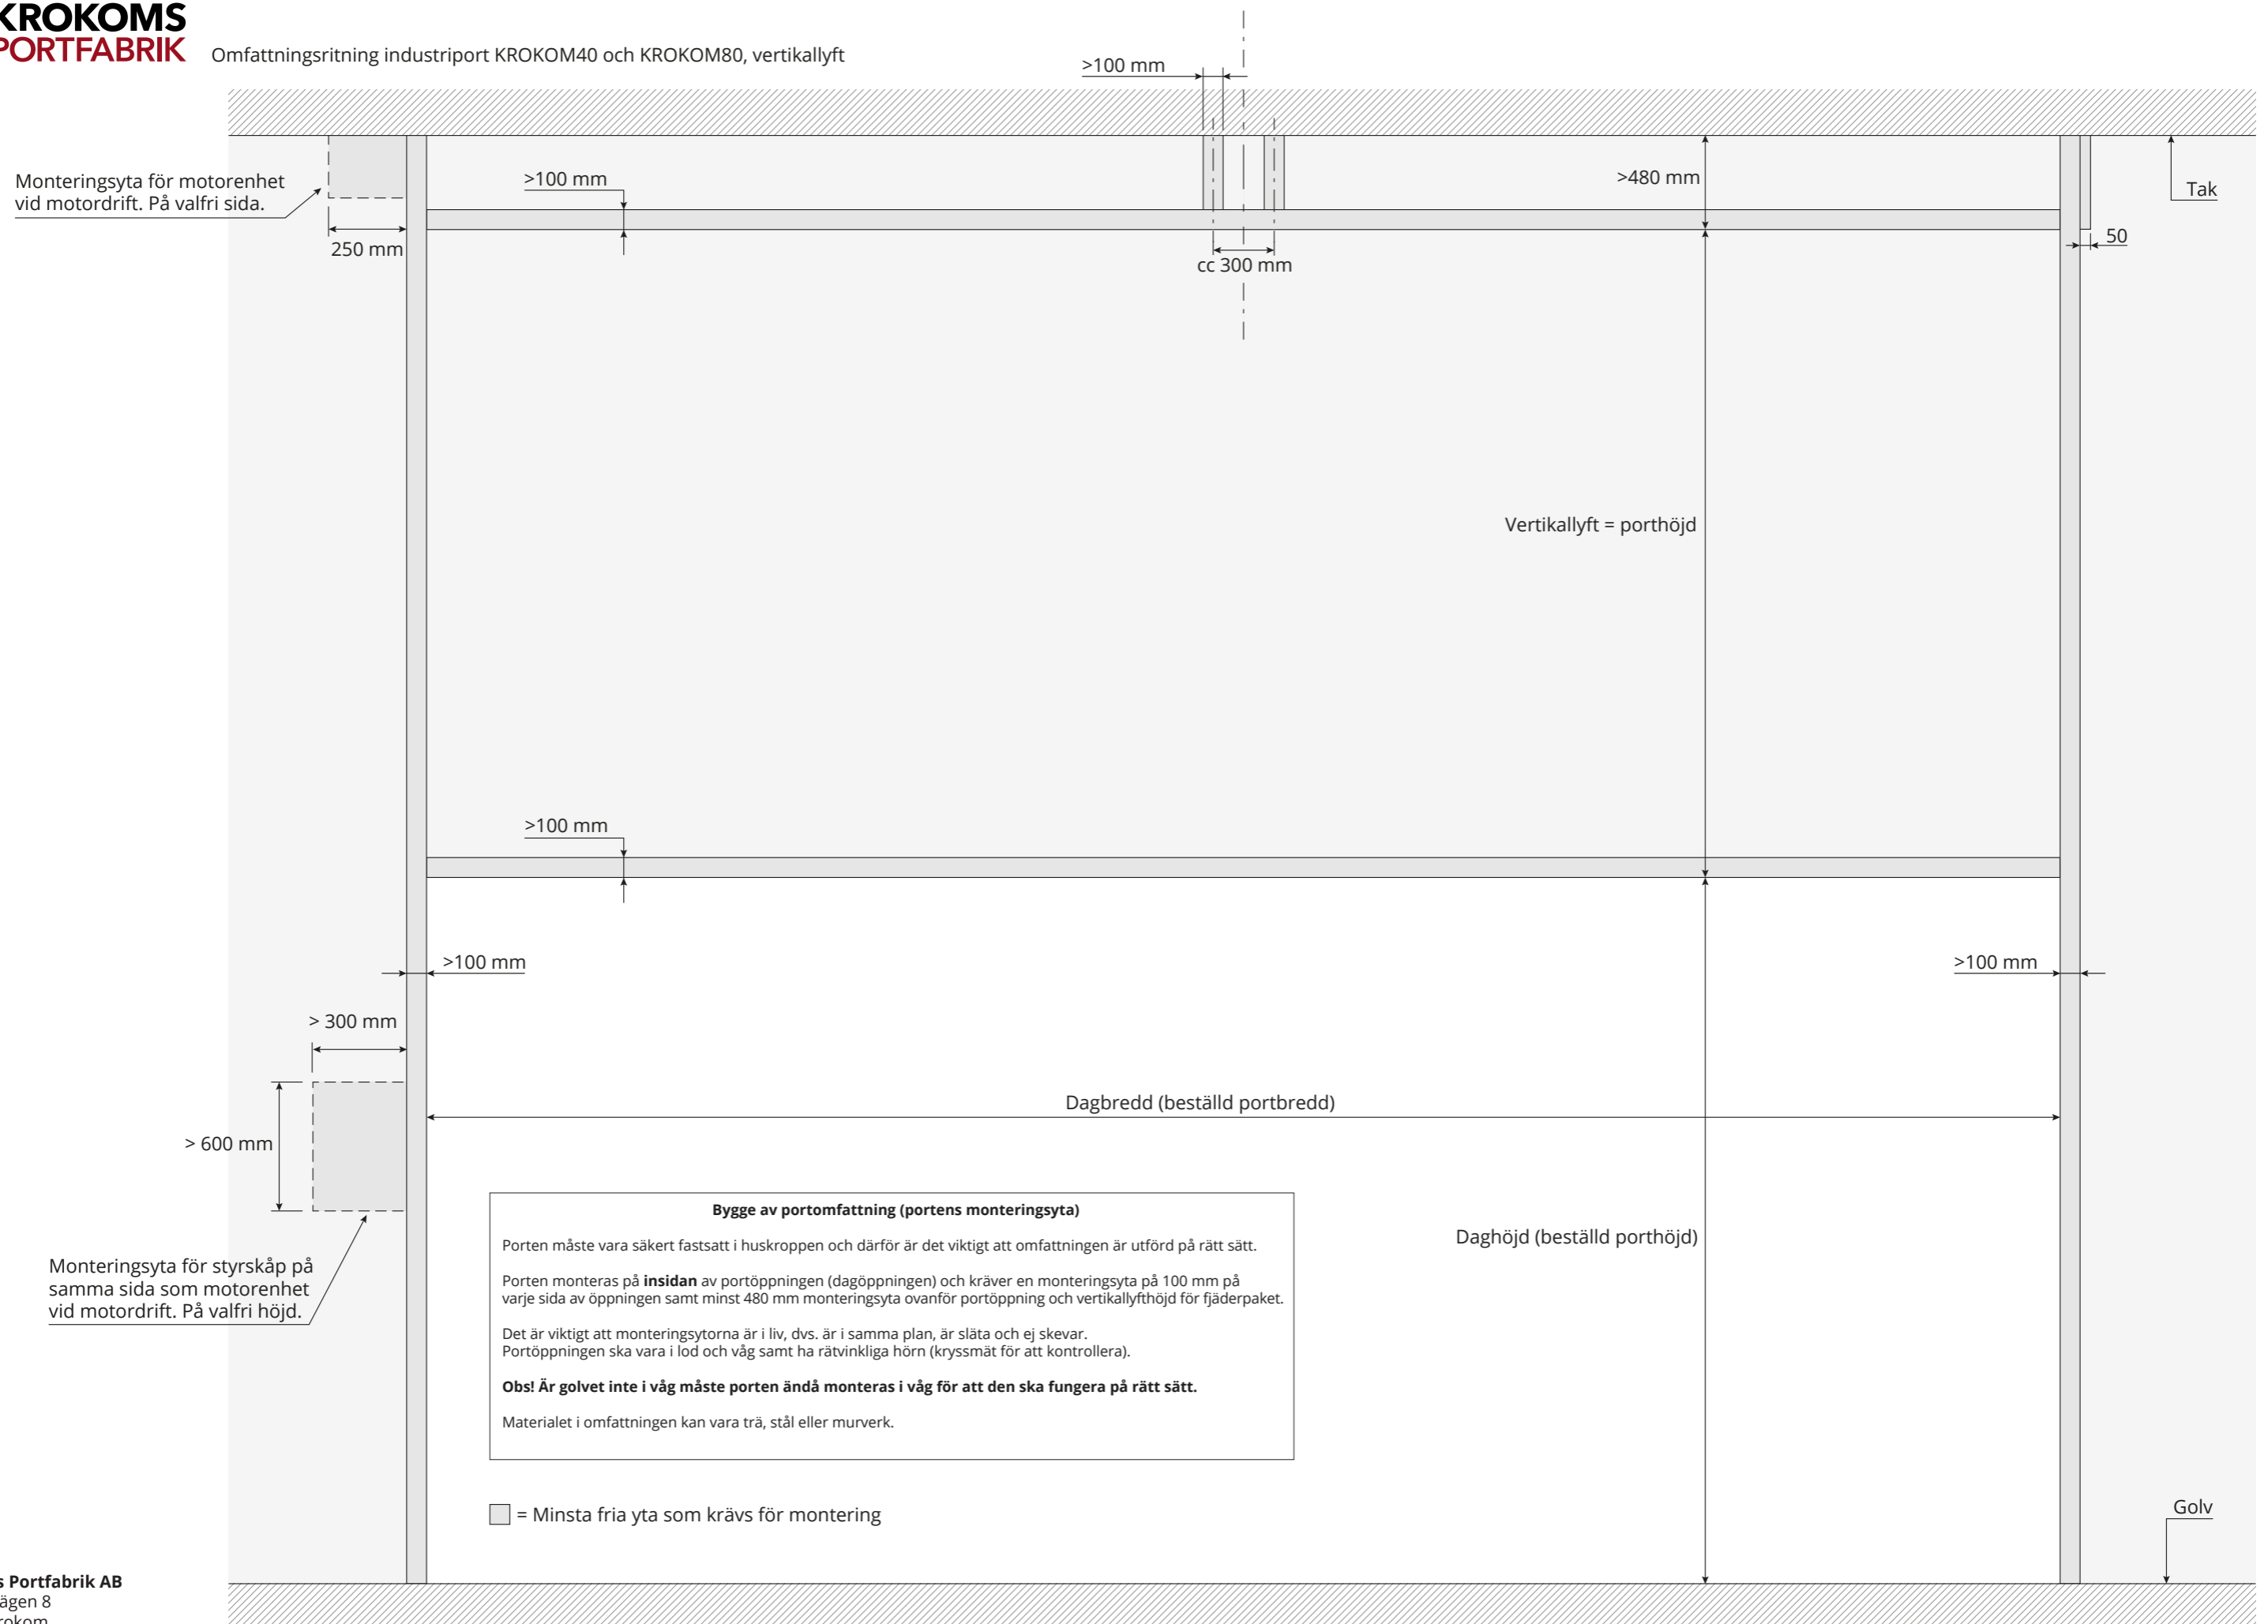 KROKOMS
PORTFABRIK
Omfattningsritning industriport KROKOM40 och KROKOM80, vertikallyft
>100 mm
Monteringsyta för motorenhet
vid motordrift. På valfri sida.
>100 mm
>480 mm
Tak
250 mm
cc 300 mm
50
Vertikallyft = porthöjd
>100 mm
>100 mm
>100 mm
> 300 mm
Dagbredd (beställd portbredd)
> 600 mm
Bygge av portomfattning (portens monteringsyta)
Porten måste vara säkert fastsatt i huskroppen och därför är det viktigt att omfattningen är utförd på rätt sätt.
Porten monteras på insidan av portöppningen (dagöppningen) och kräver en monteringsyta på 100 mm på
varje sida av öppningen samt minst 480 mm monteringsyta ovanför portöppning och vertikallyfthöjd för fjäderpaket.
Det är viktigt att monteringsytorna är i liv, dvs. är i samma plan, är släta och ej skevar.
Portöppningen ska vara i lod och våg samt ha rätvinkliga hörn (kryssmät för att kontrollera).
Obs! Är golvet inte i våg måste porten ändå monteras i våg för att den ska fungera på rätt sätt.
Materialet i omfattningen kan vara trä, stål eller murverk.
Daghöjd (beställd porthöjd)
Monteringsyta för styrskåp på
samma sida som motorenhet
vid motordrift. På valfri höjd.
= Minsta fria yta som krävs för montering
Golv
s Portfabrik AB
ägen 8
rokom